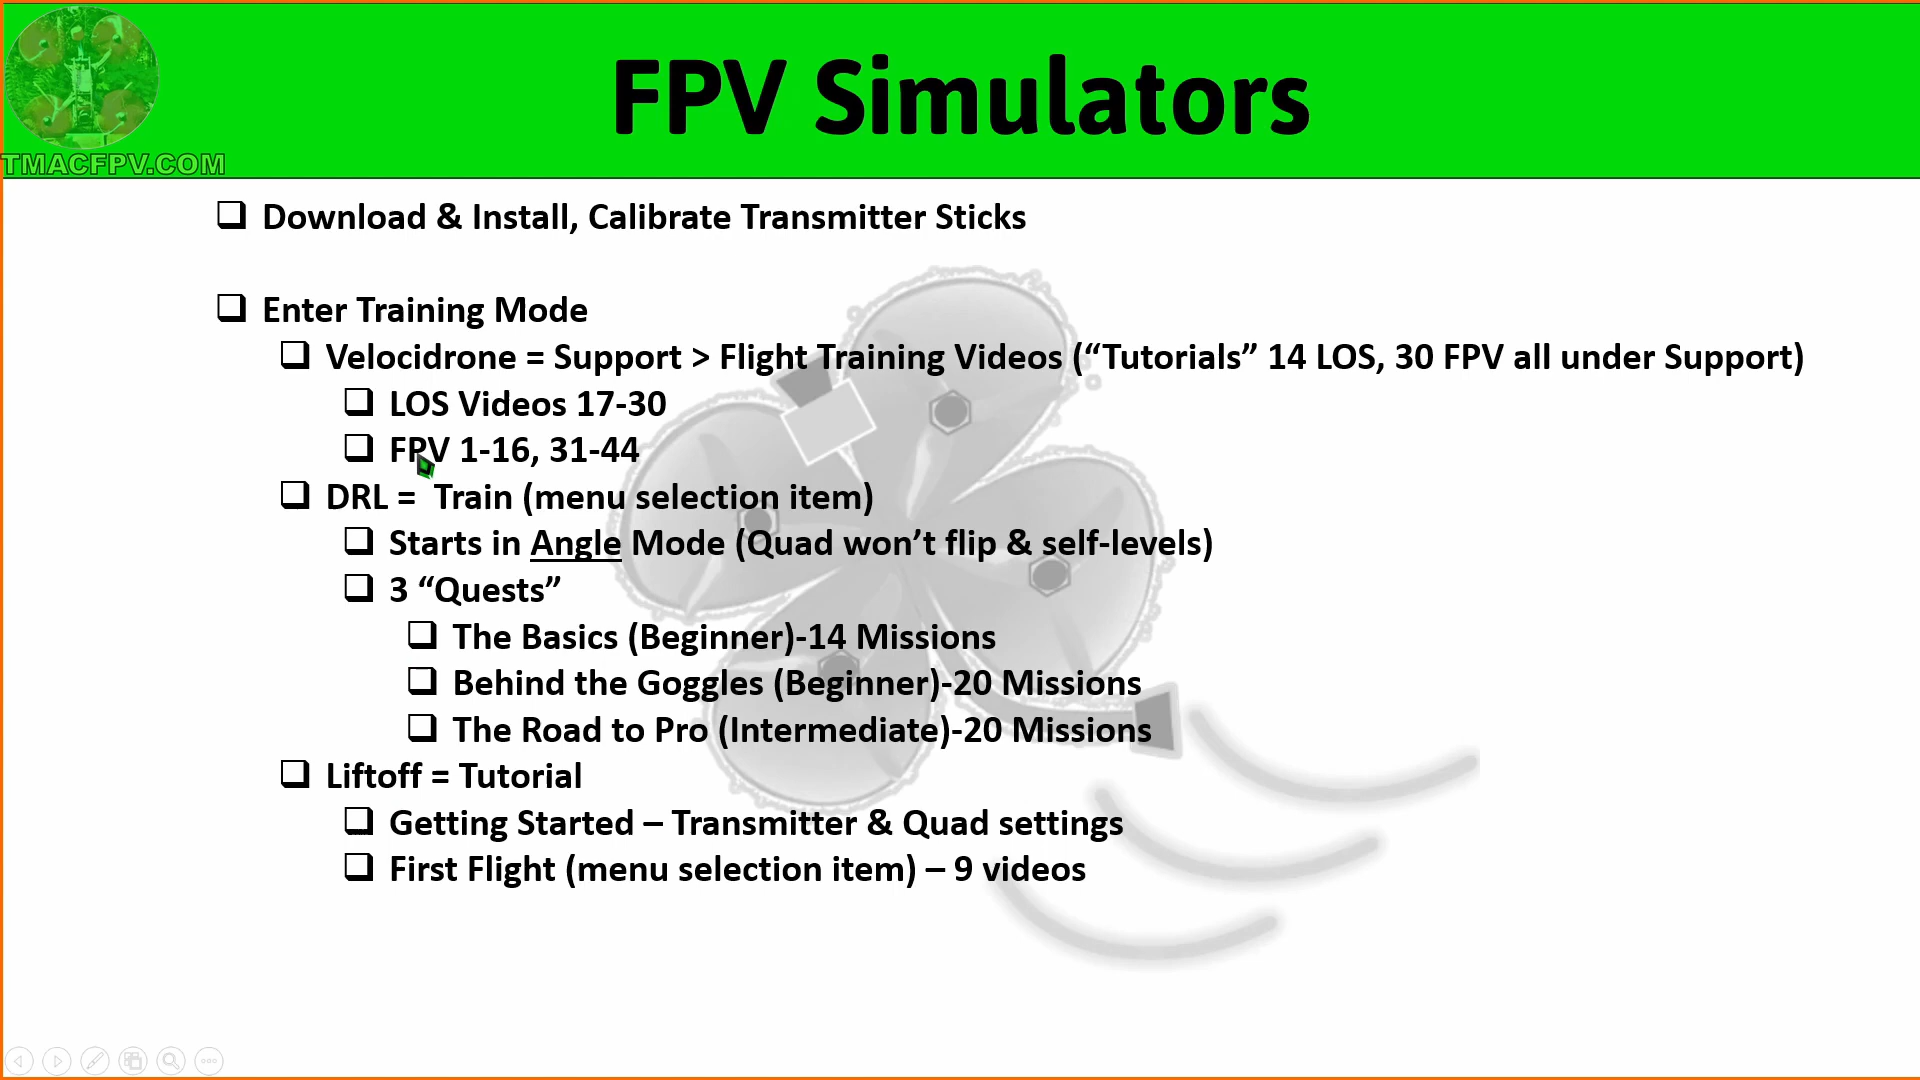 FPV Simulators
TMACFPV.COM
Download & Install, Calibrate Transmitter Sticks
Enter Training Mode
Velocidrone = Support > Flight Training Videos (“Tutorials” 14 LOS, 30 FPV all under Support)
LOS Videos 17-30
FPV 1-16, 31-44
DRL = Train (menu selection item)
Starts in Angle Mode (Quad won’t flip & self-levels)
3 “Quests”
The Basics (Beginner)-14 Missions
Behind the Goggles (Beginner)-20 Missions
The Road to Pro (Intermediate)-20 Missions
Liftoff = Tutorial
Getting Started – Transmitter & Quad settings
First Flight (menu selection item) – 9 videos